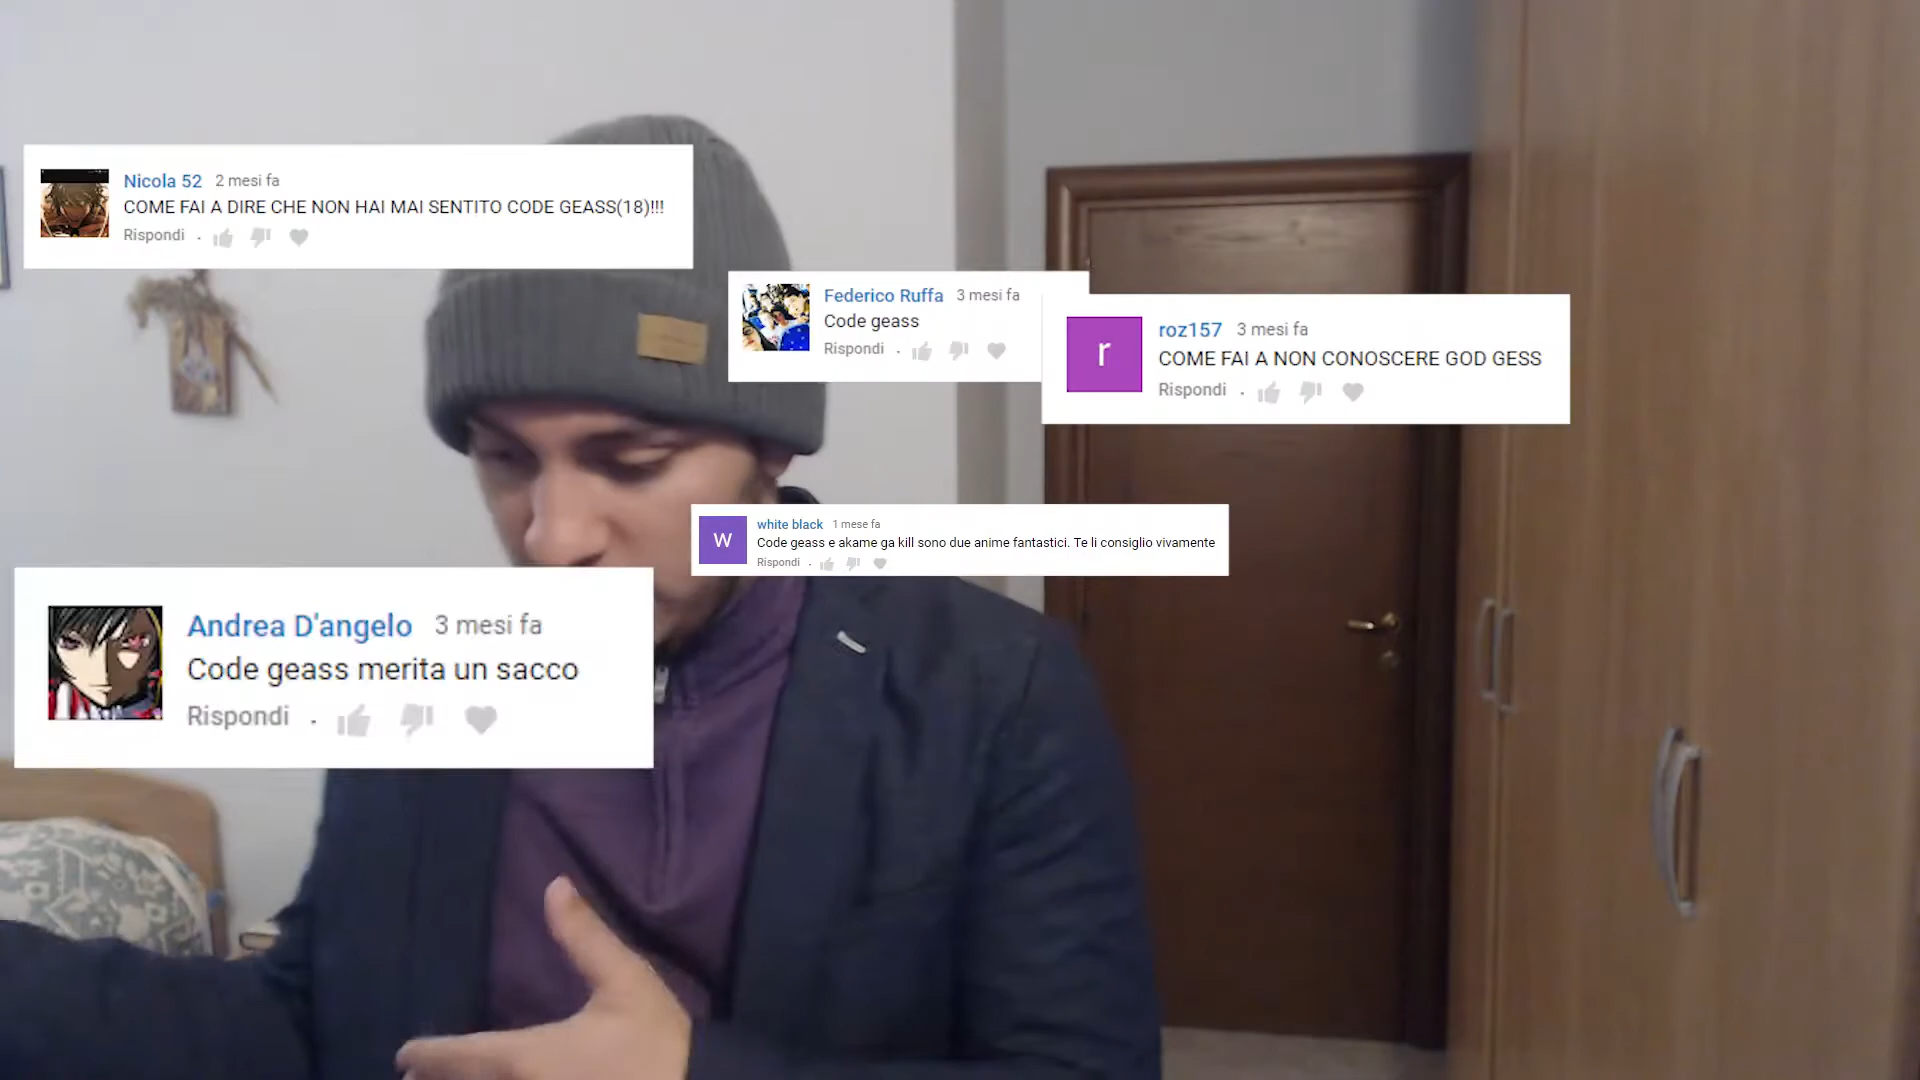 Nicola 52 2 mesi fa
COME FAI A DIRE CHE NON HAI MAI SENTITO CODE GEASS(18)!!!
Rispondi
Federico Ruffa 3 mesi fa
Code geass
Rispondi
r
roz157 3 mesi fa
COME FAI A NON CONOSCERE GOD GESS
Rispondi
w
white black 1 mese fa
Code geass e akame ga kill sono due anime fantastici. Te li consiglio vivamente
Rispondi
Andrea D'angelo 3 mesi fa
Code geass merita un sacco
Rispondi